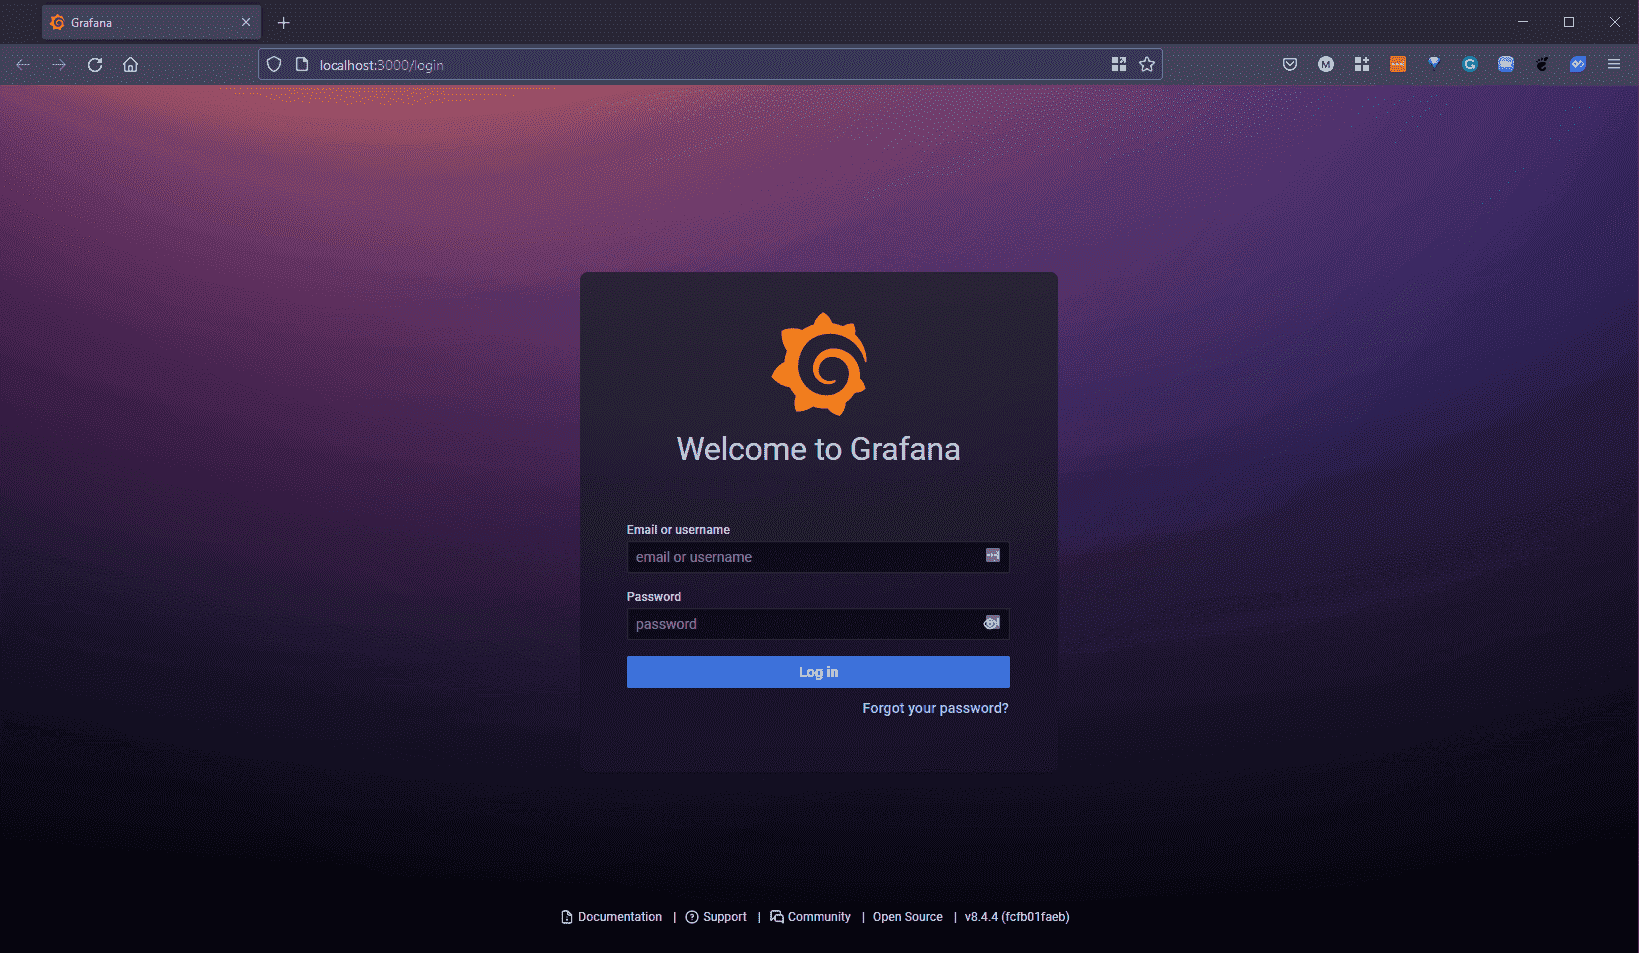 Grafana
localhost:3000/login
Welcome to Grafana
Email or username
email or username
Password
password
Log in
Forgot your password?
Documentation | Support | Community | Open Source | v8.4.4 (fcfb01faeb)